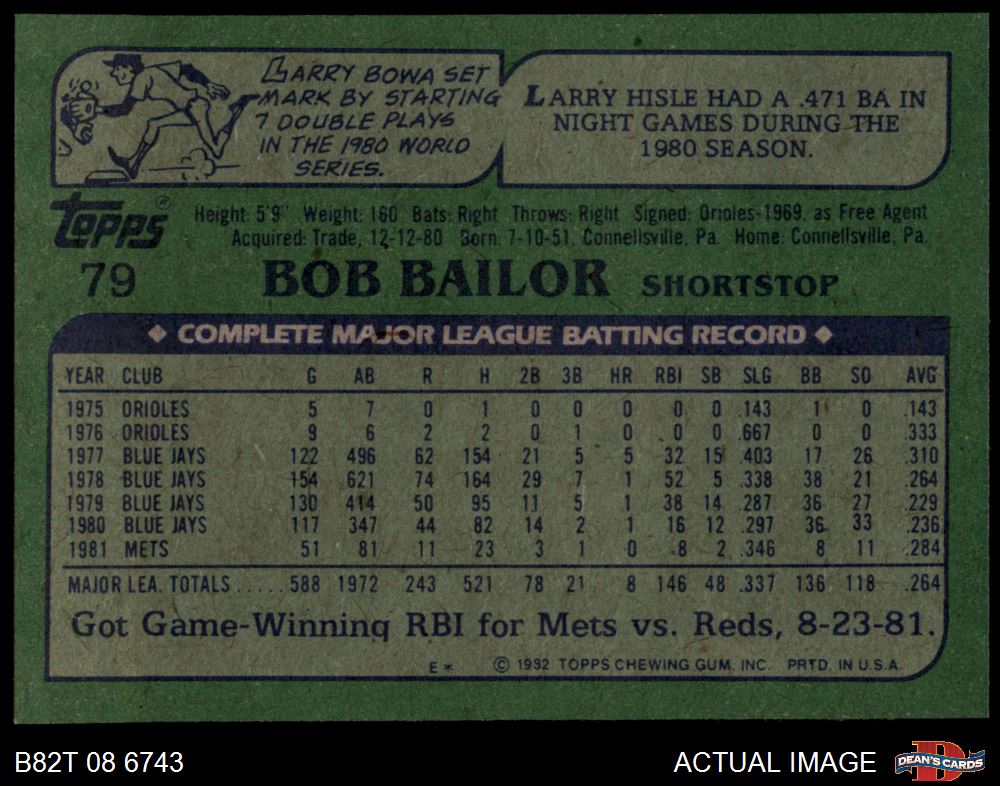 LARRY BOWA SET
MARK BY STARTING
7 DOUBLE PLAYS
IN THE 1980 WORLD
SERIES.
LARRY HISLE HAD A .471 BA IN
NIGHT GAMES DURING THE
1980 SEASON.
Topps®
Height: 5'9" Weight: 160 Bats: Right Throws: Right Signed: Orioles-1969, as Free Agent
Acquired: Trade, 12-12-80 Born: 7-10-51, Connellsville, Pa. Home: Connellsville, Pa.
79 BOB BAILOR SHORTSTOP
◆ COMPLETE MAJOR LEAGUE BATTING RECORD ◆
YEAR CLUB G AB R H 2B 3B HR RBI SB SLG BB SO AVG
1975 ORIOLES 5 7 0 1 0 0 0 0 0 .143 1 0 .143
1976 ORIOLES 9 6 2 2 0 1 0 0 0 .667 0 0 .333
1977 BLUE JAYS 122 496 62 154 21 5 5 32 15 .403 17 26 .310
1978 BLUE JAYS 154 621 74 164 29 7 1 52 5 .338 38 21 .264
1979 BLUE JAYS 130 414 50 95 11 5 1 38 14 .287 36 27 .229
1980 BLUE JAYS 117 347 44 82 14 2 1 16 12 .297 36 33 .236
1981 METS 51 81 11 23 3 1 0 8 2 .346 8 11 .284
MAJOR LEA. TOTALS ..... 588 1972 243 521 78 21 8 146 48 .337 136 118 .264
Got Game-Winning RBI for Mets vs. Reds, 8-23-81.
E* © 1982 TOPPS CHEWING GUM, INC. PRTD. IN U.S.A.
B82T 08 6743
ACTUAL IMAGE
D
DEAN'S CARDS